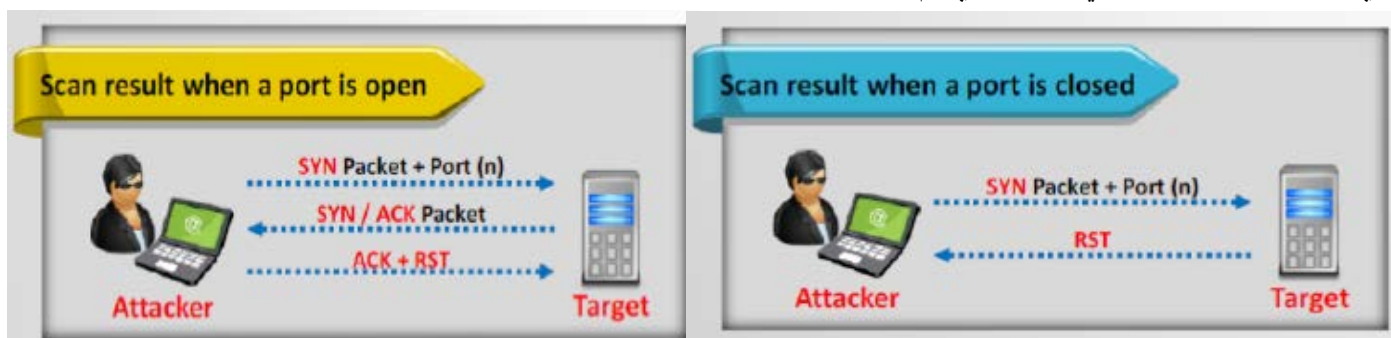 Scan result when a port is open
SYN Packet + Port (n)
SYN / ACK Packet
ACK + RST
Attacker
Target
Scan result when a port is closed
SYN Packet + Port (n)
RST
Attacker
Target